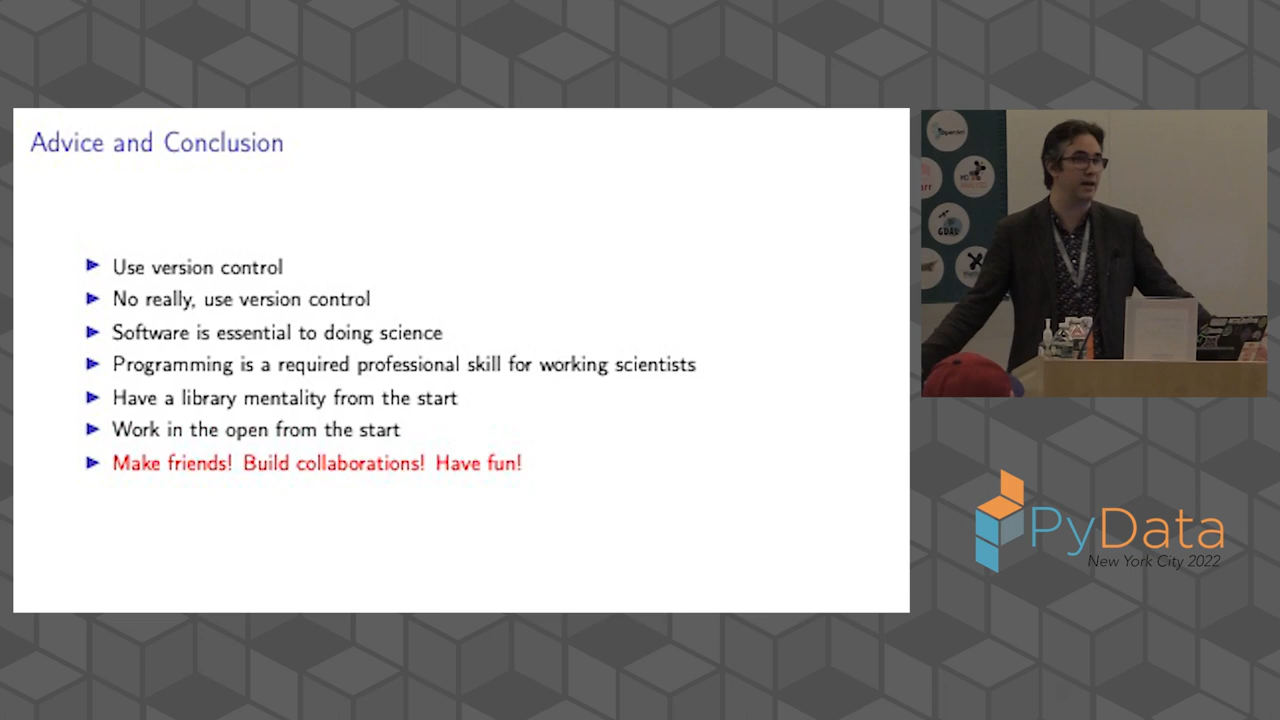 Advice and Conclusion
Use version control
No really, use version control
Software is essential to doing science
Programming is a required professional skill for working scientists
Have a library mentality from the start
Work in the open from the start
Make friends! Build collaborations! Have fun!
GDAL
PyData
New York City 2022